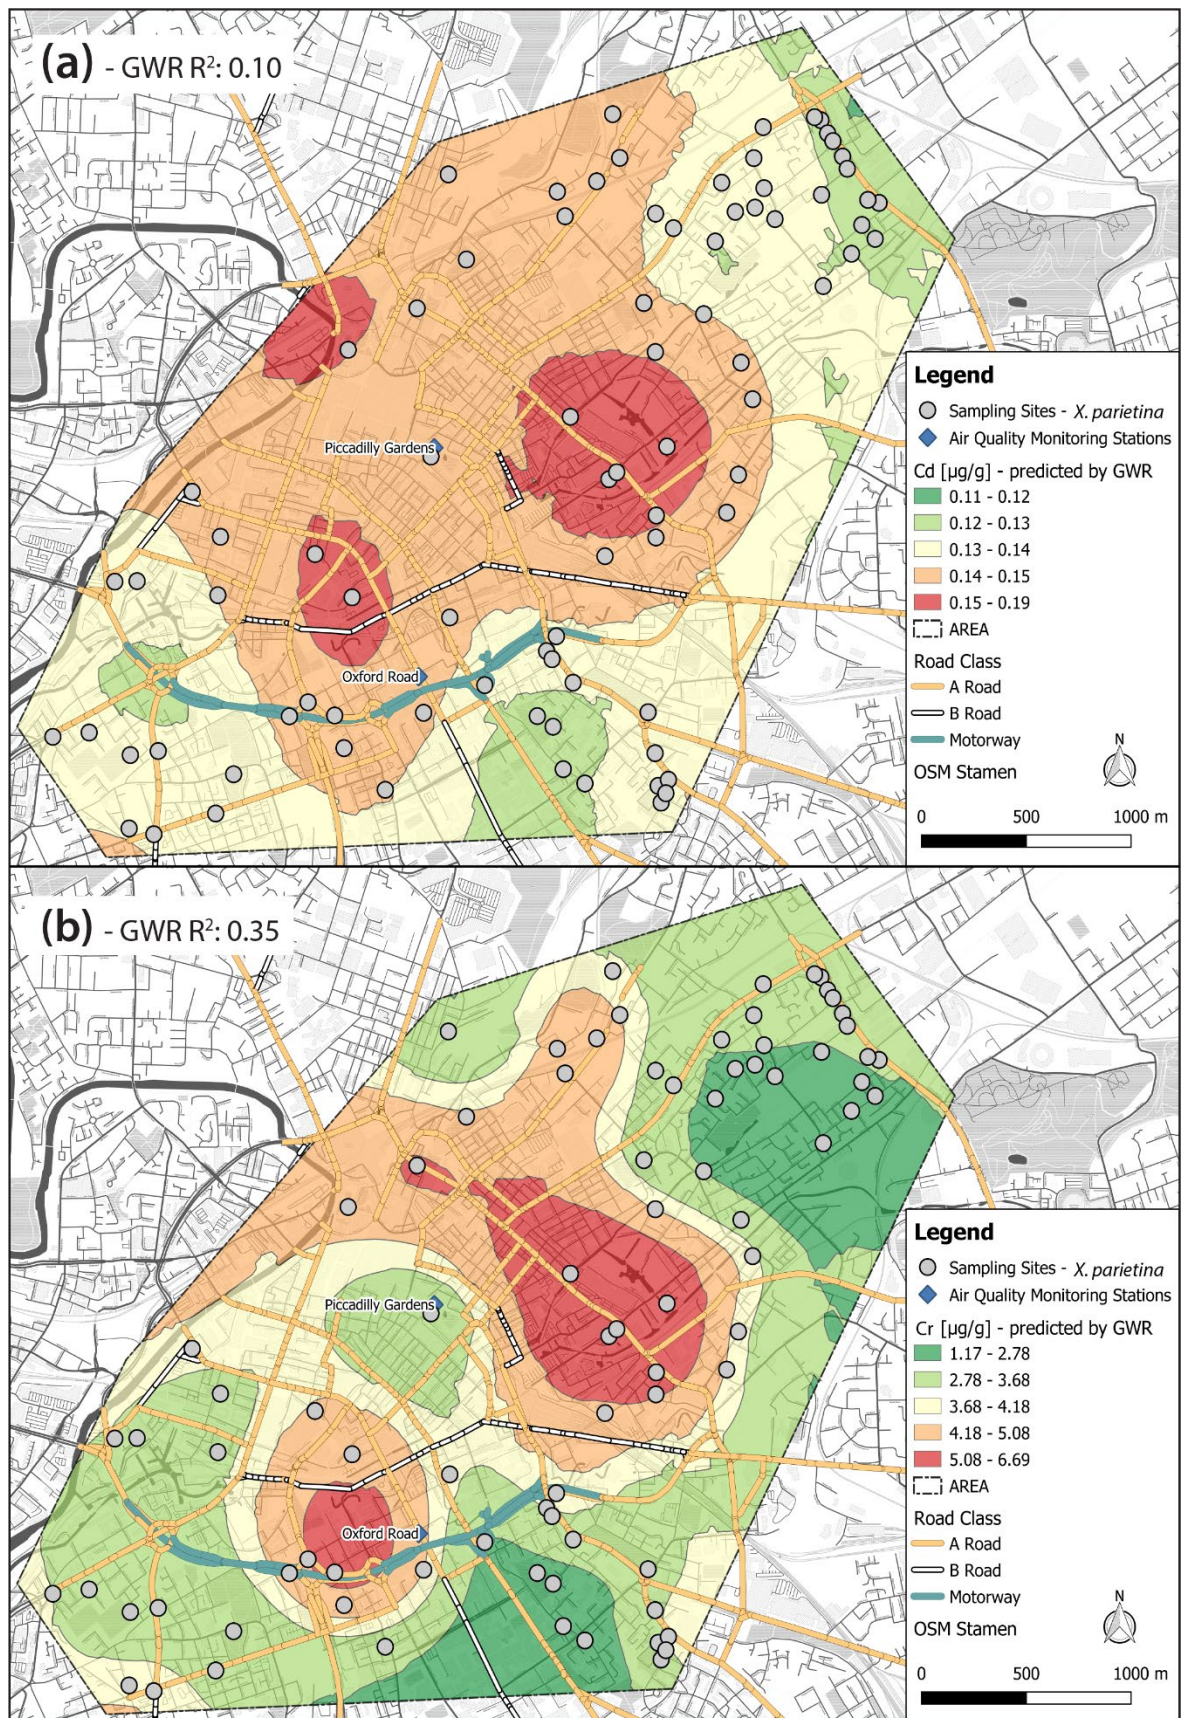 (a) - GWR R²: 0.10
Piccadilly Gardens
Oxford Road
Legend
Sampling Sites - X. parietina
Air Quality Monitoring Stations
Cd [µg/g] - predicted by GWR
0.11 - 0.12
0.12 - 0.13
0.13 - 0.14
0.14 - 0.15
0.15 - 0.19
AREA
Road Class
A Road
B Road
Motorway
OSM Stamen
N
0 500 1000 m
(b) - GWR R²: 0.35
Piccadilly Gardens
Oxford Road
Legend
Sampling Sites - X. parietina
Air Quality Monitoring Stations
Cr [µg/g] - predicted by GWR
1.17 - 2.78
2.78 - 3.68
3.68 - 4.18
4.18 - 5.08
5.08 - 6.69
AREA
Road Class
A Road
B Road
Motorway
OSM Stamen
N
0 500 1000 m